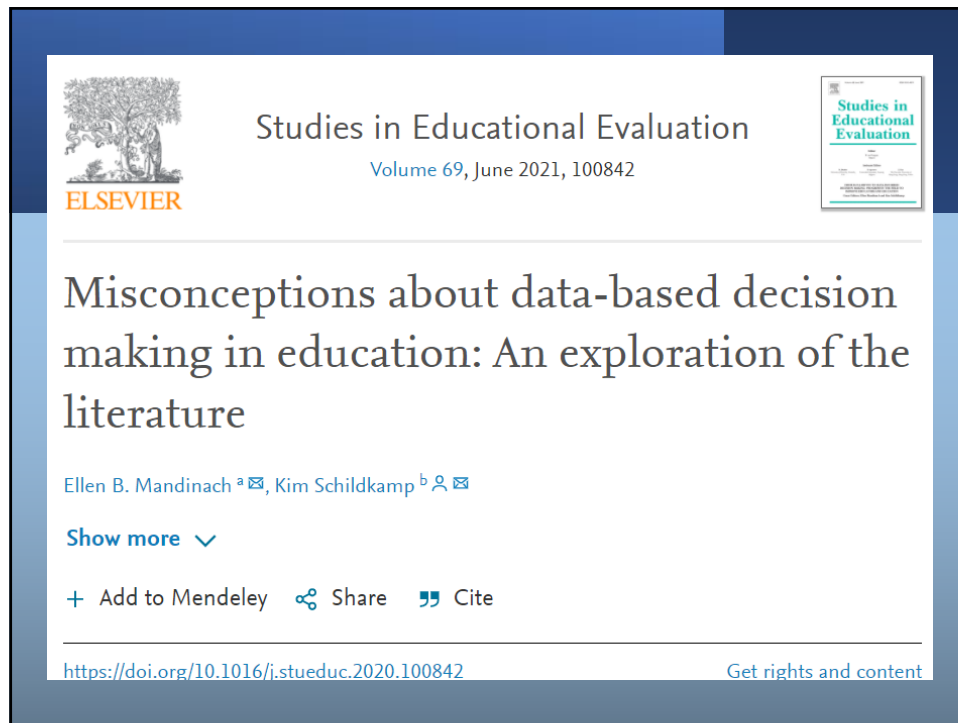 Studies in Educational Evaluation
Volume 69, June 2021, 100842
ELSEVIER
Studies in
Educational
Evaluation
Misconceptions about data-based decision
making in education: An exploration of the
literature
Ellen B. Mandinach a, Kim Schildkamp b
Show more
+ Add to Mendeley Share Cite
https://doi.org/10.1016/j.stueduc.2020.100842 Get rights and content